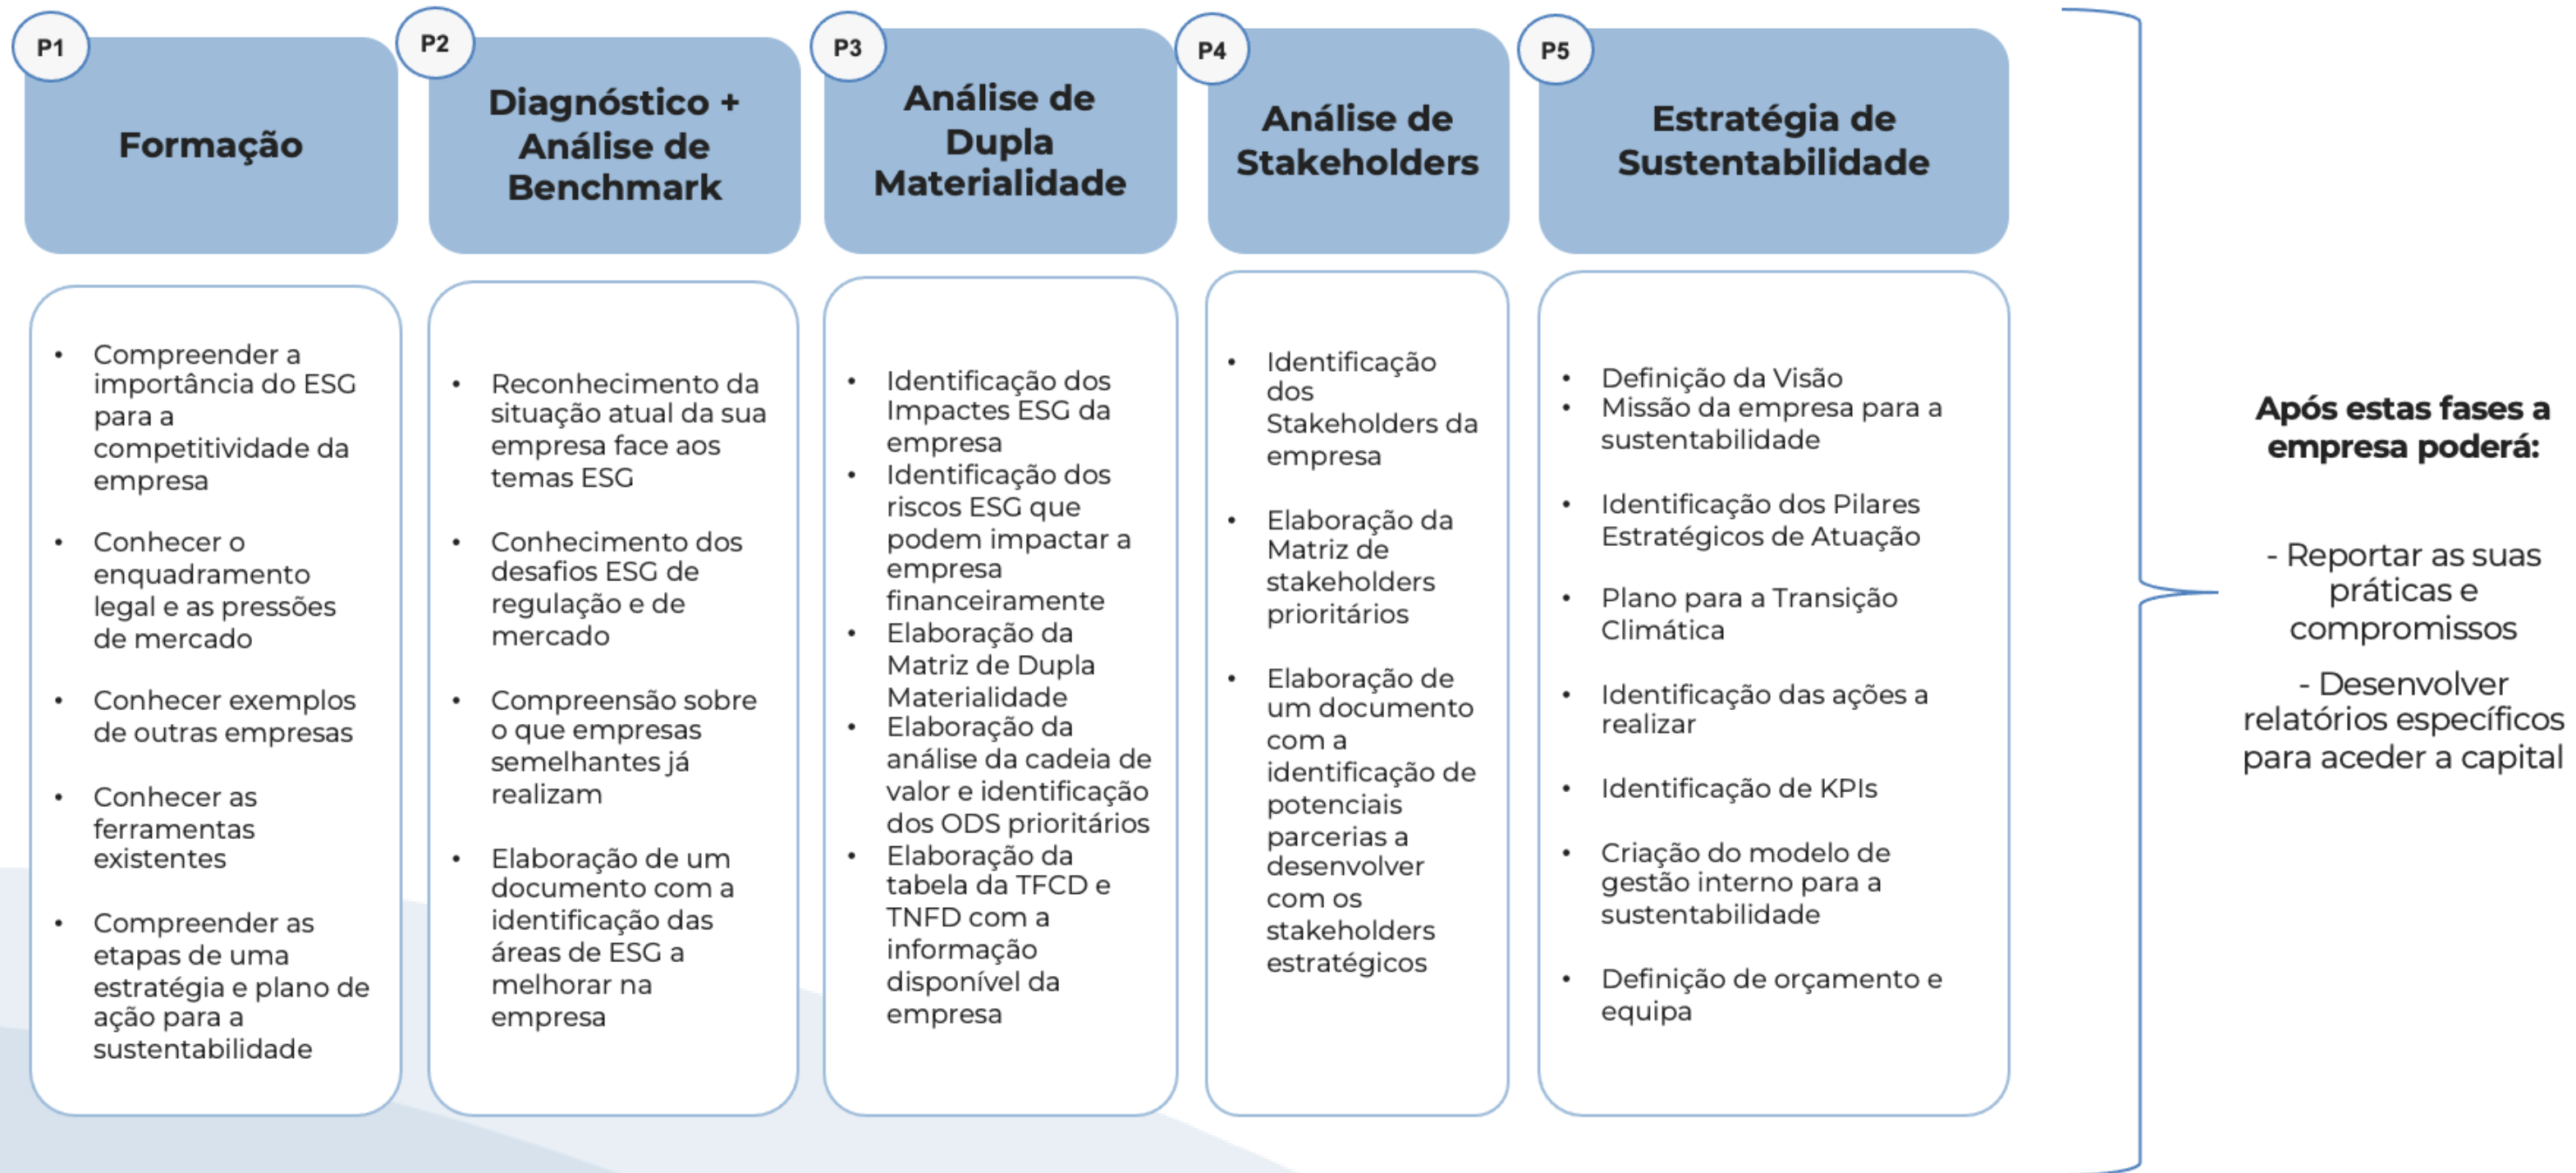 P1
Formação
• Compreender a
importância do ESG
para a
competitividade da
empresa
• Conhecer o
enquadramento
legal e as pressões
de mercado
• Conhecer exemplos
de outras empresas
• Conhecer as
ferramentas
existentes
• Compreender as
etapas de uma
estratégia e plano de
ação para a
sustentabilidade
P2
Diagnóstico +
Análise de
Benchmark
• Reconhecimento da
situação atual da sua
empresa face aos
temas ESG
• Conhecimento dos
desafios ESG de
regulação e de
mercado
• Compreensão sobre
o que empresas
semelhantes já
realizam
• Elaboração de um
documento com a
identificação das
áreas de ESG a
melhorar na
empresa
P3
Análise de
Dupla
Materialidade
• Identificação dos
Impactes ESG da
empresa
• Identificação dos
riscos ESG que
podem impactar a
empresa
financeiramente
• Elaboração da
Matriz de Dupla
Materialidade
• Elaboração da
análise da cadeia de
valor e identificação
dos ODS prioritários
• Elaboração da
tabela da TFCD e
TNFD com a
informação
disponível da
empresa
P4
Análise de
Stakeholders
• Identificação
dos
Stakeholders da
empresa
• Elaboração da
Matriz de
stakeholders
prioritários
• Elaboração de
um documento
com a
identificação de
potenciais
parcerias a
desenvolver
com os
stakeholders
estratégicos
P5
Estratégia de
Sustentabilidade
• Definição da Visão
• Missão da empresa para a
sustentabilidade
• Identificação dos Pilares
Estratégicos de Atuação
• Plano para a Transição
Climática
• Identificação das ações a
realizar
• Identificação de KPIs
• Criação do modelo de
gestão interno para a
sustentabilidade
• Definição de orçamento e
equipa
Após estas fases a
empresa poderá:
- Reportar as suas
práticas e
compromissos
- Desenvolver
relatórios específicos
para aceder a capital